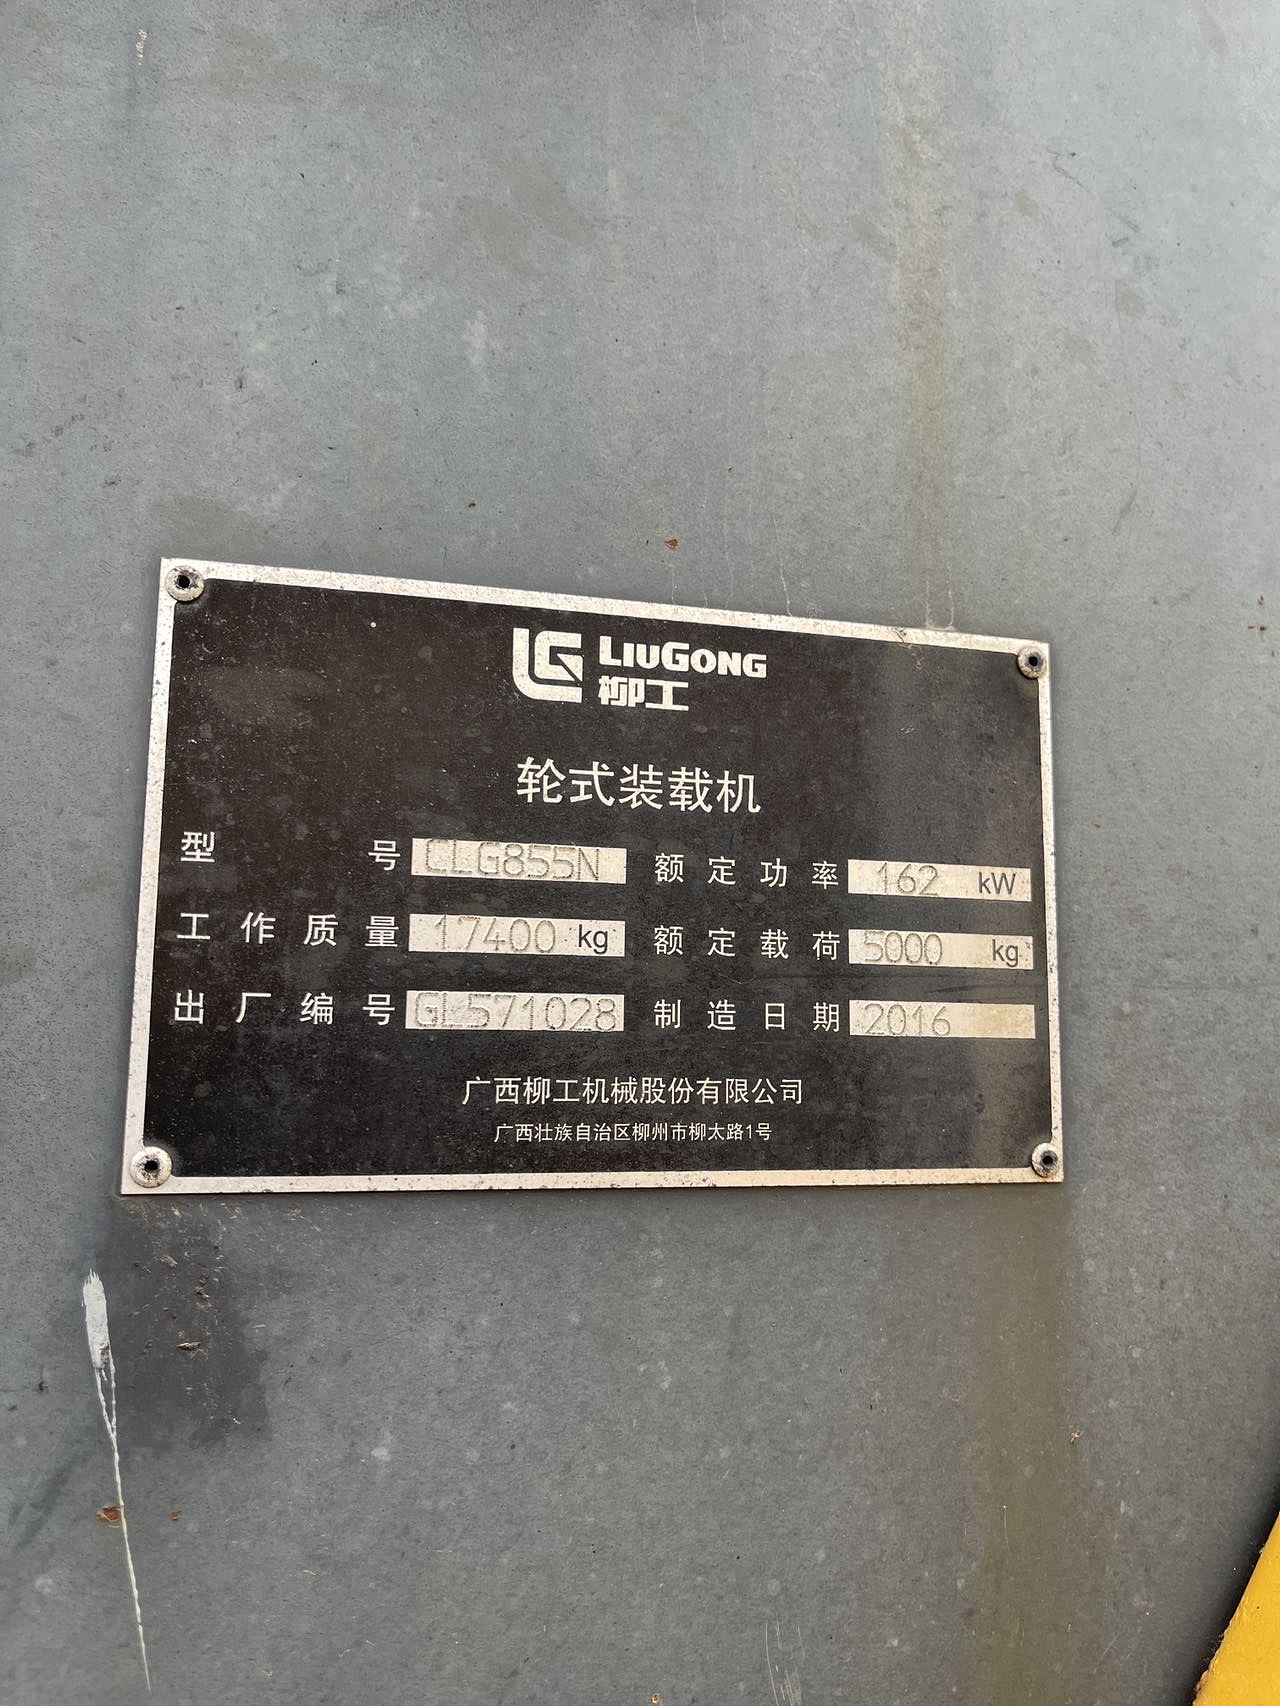 LIUGONG
柳工
轮式装载机
型号 CLG855N 额定功率 162 kW
工作质量 17400 kg 额定载荷 5000 kg
出厂编号 GL571028 制造日期 2016
广西柳工机械股份有限公司
广西壮族自治区柳州市柳太路1号